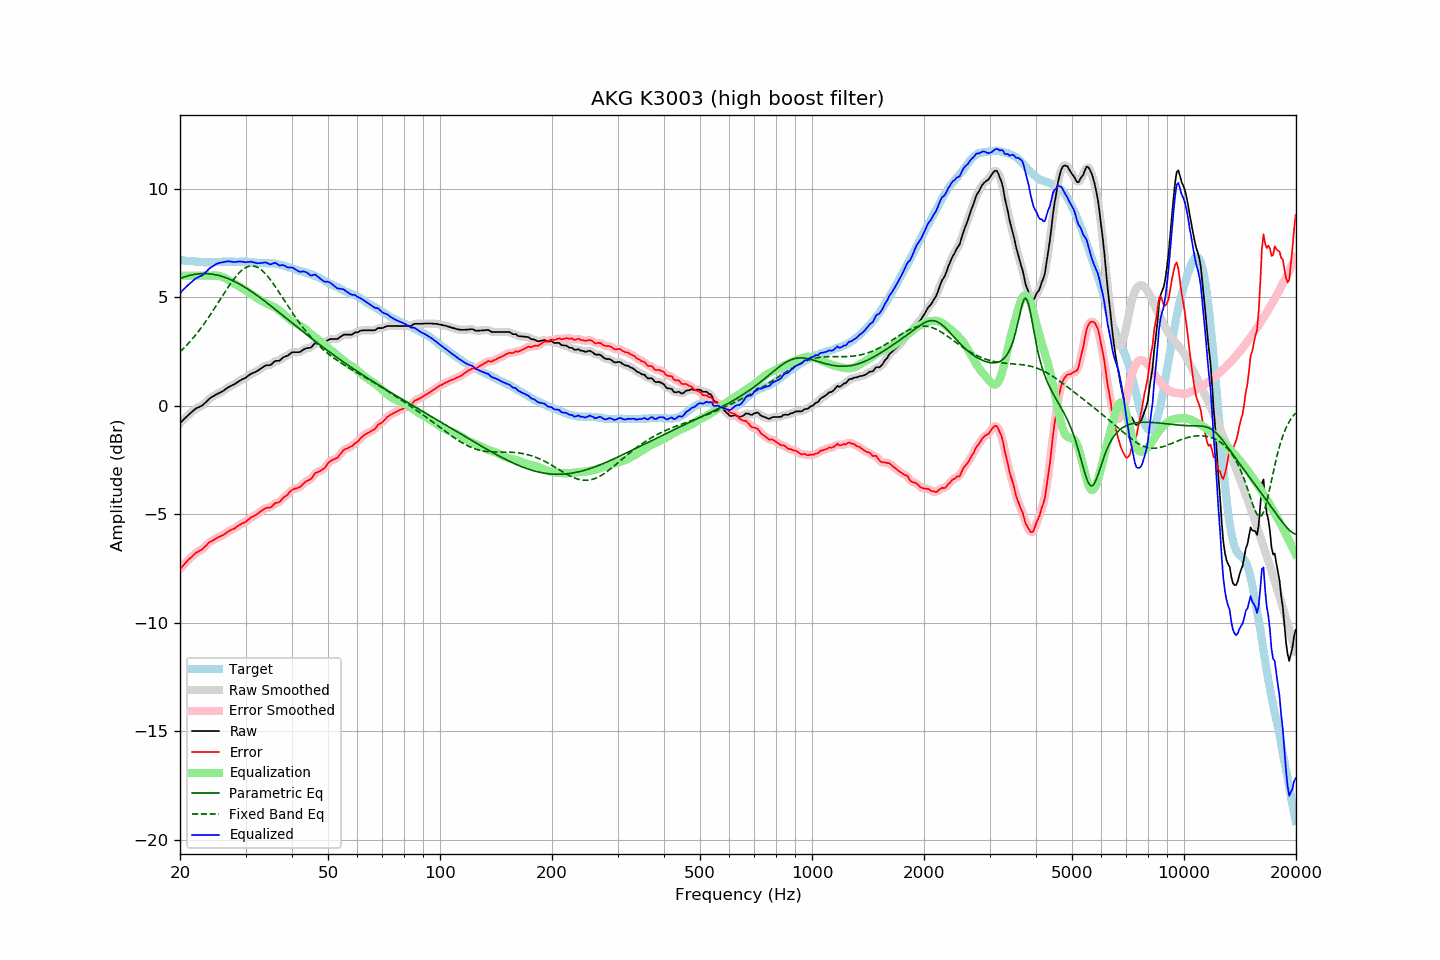 AKG K3003 (high boost filter)
Amplitude (dBr)
10
5
0
−5
−10
−15
−20
Target
Raw Smoothed
Error Smoothed
Raw
Error
Equalization
Parametric Eq
Fixed Band Eq
Equalized
20 50 100 200 500 1000 2000 5000 10000 20000
Frequency (Hz)